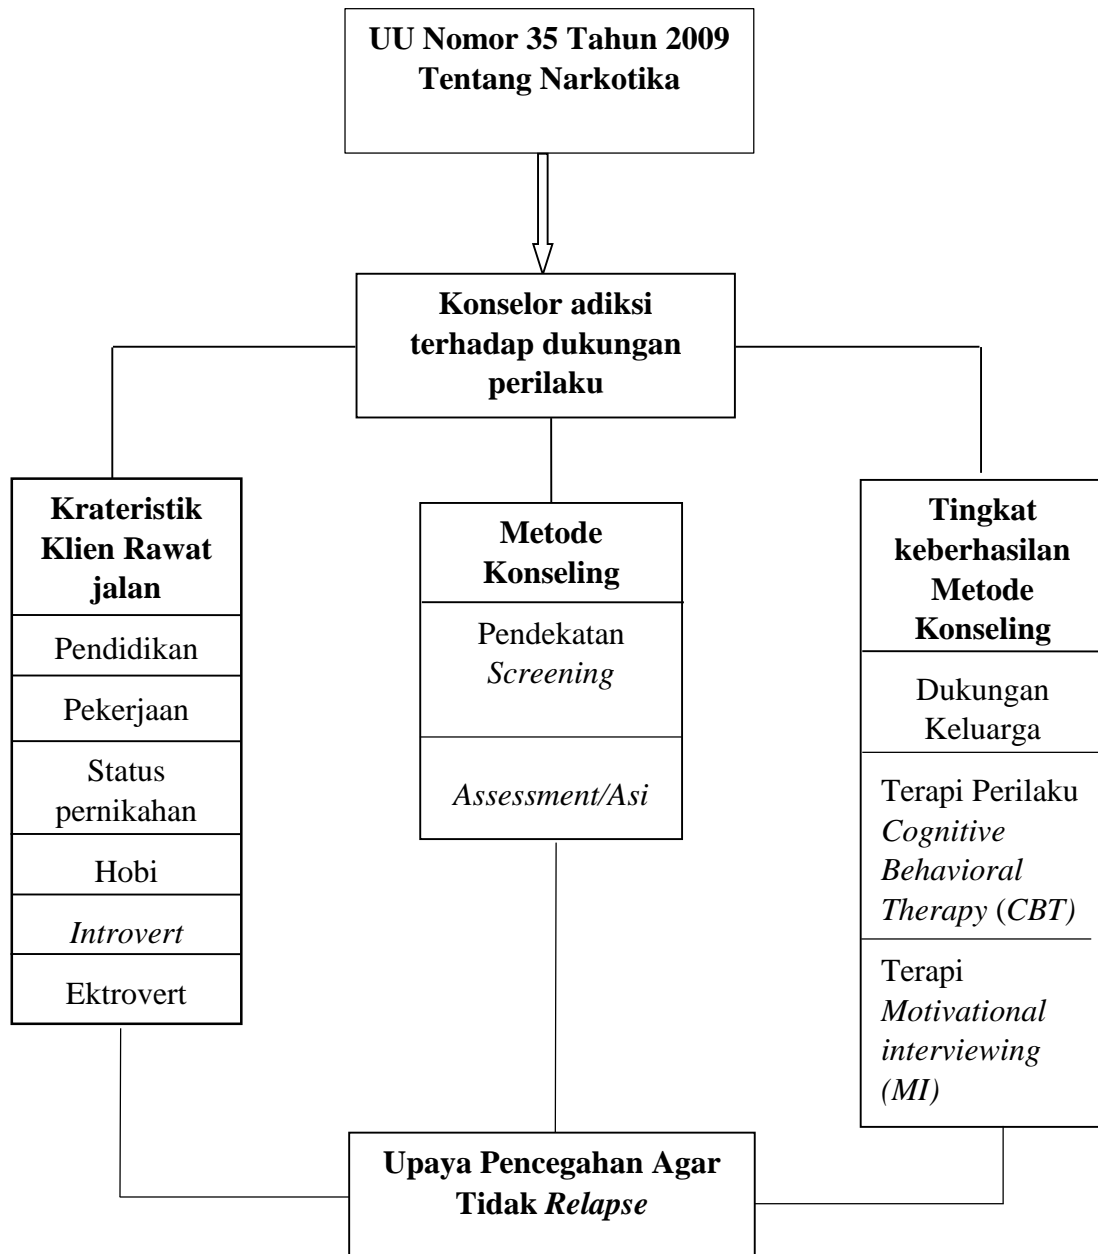 UU Nomor 35 Tahun 2009
Tentang Narkotika
Konselor adiksi
terhadap dukungan
perilaku
Krateristik
Klien Rawat
jalan
Pendidikan
Pekerjaan
Status
pernikahan
Hobi
Introvert
Ektrovert
Metode
Konseling
Pendekatan
Screening
Assessment/Asi
Tingkat
keberhasilan
Metode
Konseling
Dukungan
Keluarga
Terapi Perilaku
Cognitive
Behavioral
Therapy (CBT)
Terapi
Motivational
interviewing
(MI)
Upaya Pencegahan Agar
Tidak Relapse